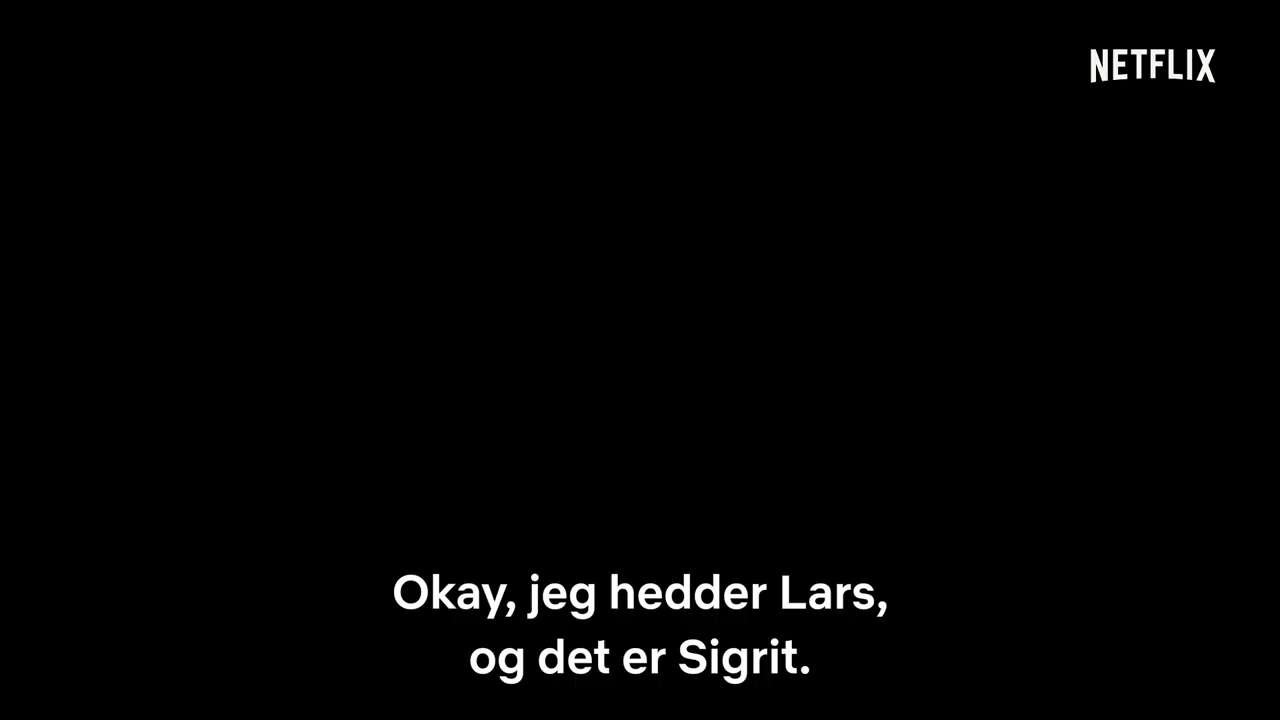 NETFLIX
Okay, jeg hedder Lars,
og det er Sigrit.